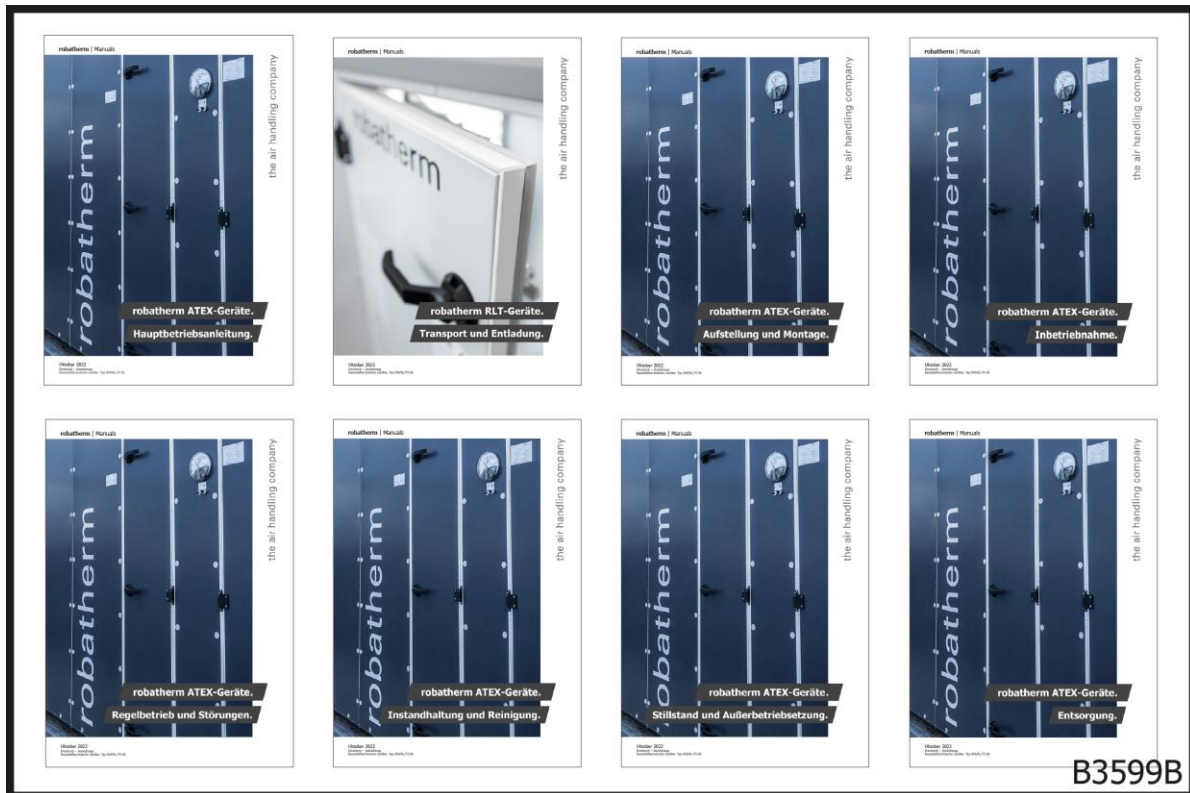 robatherm | Manuals
the air handling company
robatherm
robatherm ATEX-Geräte.
Hauptbetriebsanleitung.
Oktober 2022
robatherm | Manuals
the air handling company
robatherm
robatherm RLT-Geräte.
Transport und Entladung.
Oktober 2022
robatherm | Manuals
the air handling company
robatherm
robatherm ATEX-Geräte.
Aufstellung und Montage.
Oktober 2022
robatherm | Manuals
the air handling company
robatherm
robatherm ATEX-Geräte.
Inbetriebnahme.
Oktober 2022
robatherm | Manuals
the air handling company
robatherm
robatherm ATEX-Geräte.
Regelbetrieb und Störungen.
Oktober 2022
robatherm | Manuals
the air handling company
robatherm
robatherm ATEX-Geräte.
Instandhaltung und Reinigung.
Oktober 2022
robatherm | Manuals
the air handling company
robatherm
robatherm ATEX-Geräte.
Stillstand und Außerbetriebsetzung.
Oktober 2022
robatherm | Manuals
the air handling company
robatherm
robatherm ATEX-Geräte.
Entsorgung.
Oktober 2022
B3599B